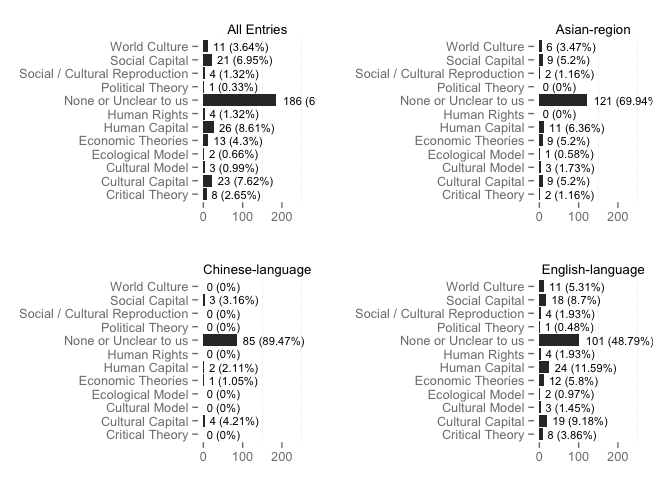 All Entries
World Culture 11 (3.64%)
Social Capital 21 (6.95%)
Social / Cultural Reproduction 4 (1.32%)
Political Theory 1 (0.33%)
None or Unclear to us 186 (6
Human Rights 4 (1.32%)
Human Capital 26 (8.61%)
Economic Theories 13 (4.3%)
Ecological Model 2 (0.66%)
Cultural Model 3 (0.99%)
Cultural Capital 23 (7.62%)
Critical Theory 8 (2.65%)
0 100 200
Asian-region
World Culture 6 (3.47%)
Social Capital 9 (5.2%)
Social / Cultural Reproduction 2 (1.16%)
Political Theory 0 (0%)
None or Unclear to us 121 (69.94%
Human Rights 0 (0%)
Human Capital 11 (6.36%)
Economic Theories 9 (5.2%)
Ecological Model 1 (0.58%)
Cultural Model 3 (1.73%)
Cultural Capital 9 (5.2%)
Critical Theory 2 (1.16%)
0 100 200
Chinese-language
World Culture 0 (0%)
Social Capital 3 (3.16%)
Social / Cultural Reproduction 0 (0%)
Political Theory 0 (0%)
None or Unclear to us 85 (89.47%)
Human Rights 0 (0%)
Human Capital 2 (2.11%)
Economic Theories 1 (1.05%)
Ecological Model 0 (0%)
Cultural Model 0 (0%)
Cultural Capital 4 (4.21%)
Critical Theory 0 (0%)
0 100 200
English-language
World Culture 11 (5.31%)
Social Capital 18 (8.7%)
Social / Cultural Reproduction 4 (1.93%)
Political Theory 1 (0.48%)
None or Unclear to us 101 (48.79%)
Human Rights 4 (1.93%)
Human Capital 24 (11.59%)
Economic Theories 12 (5.8%)
Ecological Model 2 (0.97%)
Cultural Model 3 (1.45%)
Cultural Capital 19 (9.18%)
Critical Theory 8 (3.86%)
0 100 200